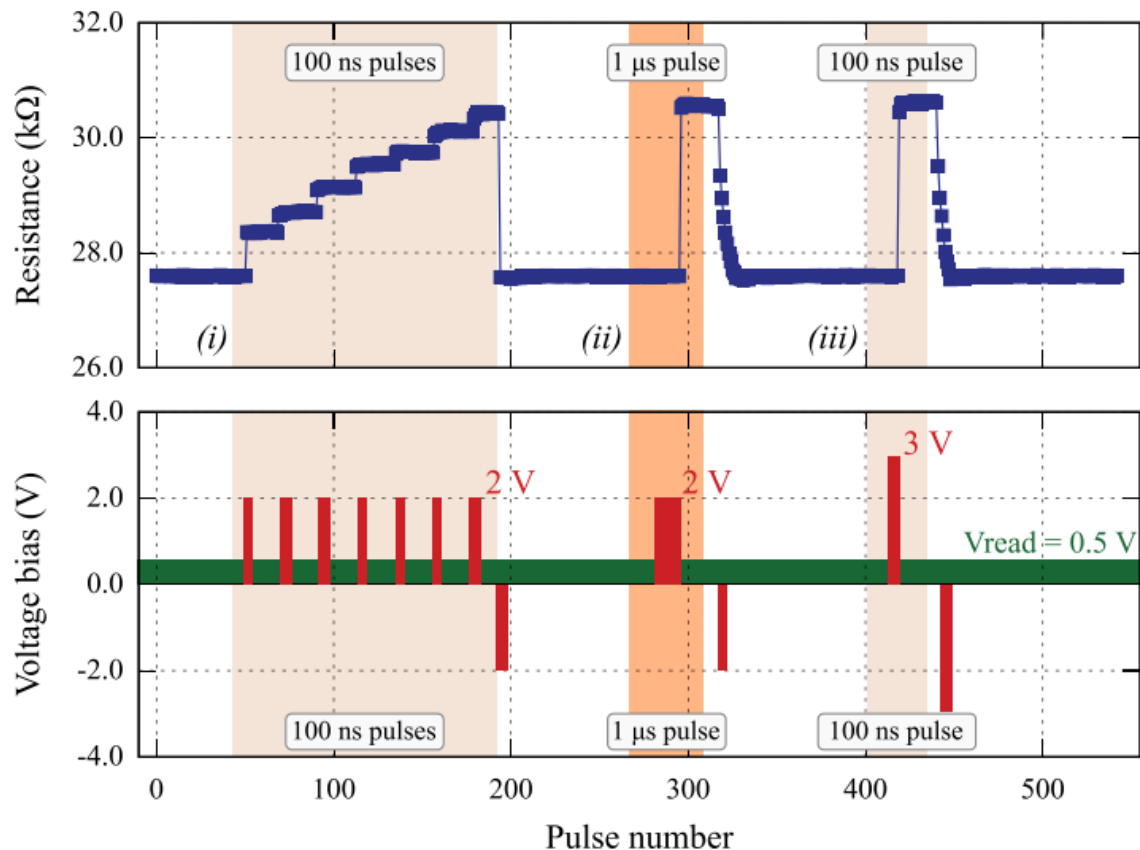 32.0
30.0
28.0
26.0
Resistance (kΩ)
100 ns pulses
1 μs pulse
100 ns pulse
(i)
(ii)
(iii)
4.0
2.0
0.0
-2.0
-4.0
Voltage bias (V)
2 V
2 V
3 V
Vread = 0.5 V
100 ns pulses
1 μs pulse
100 ns pulse
0
100
200
300
400
500
Pulse number